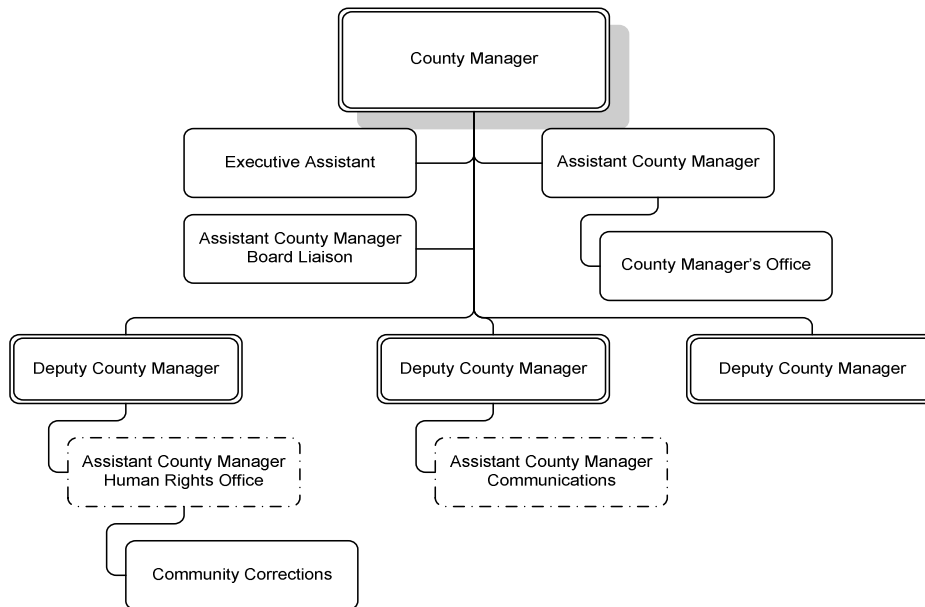 County Manager
Executive Assistant
Assistant County Manager
Assistant County Manager
Board Liaison
County Manager’s Office
Deputy County Manager
Deputy County Manager
Deputy County Manager
Assistant County Manager
Human Rights Office
Assistant County Manager
Communications
Community Corrections